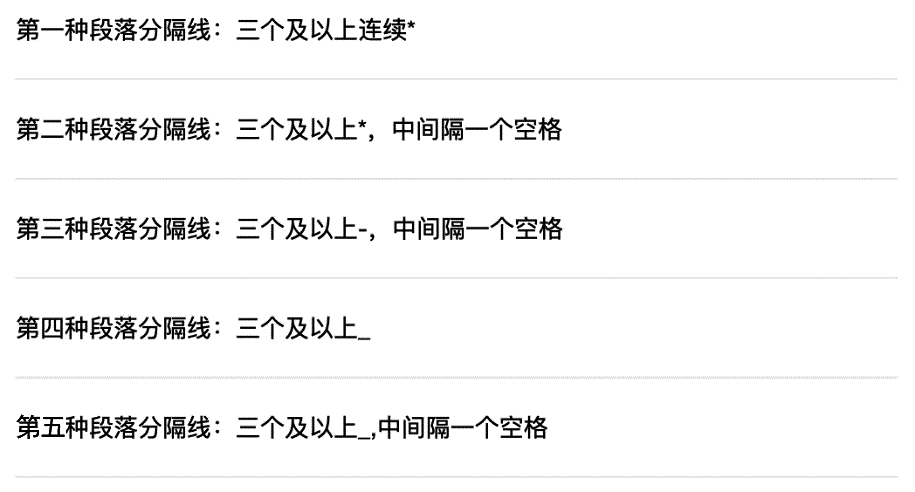 第一种段落分隔线：三个及以上连续*
第二种段落分隔线：三个及以上*，中间隔一个空格
第三种段落分隔线：三个及以上-，中间隔一个空格
第四种段落分隔线：三个及以上_
第五种段落分隔线：三个及以上_,中间隔一个空格